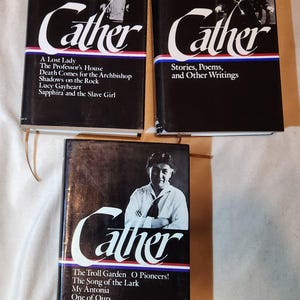 Cather
A Lost Lady
The Professor's House
Death Comes for the Archbishop
Shadows on the Rock
Lucy Gayheart
Sapphira and the Slave Girl
Cather
Stories, Poems,
and Other Writings
Cather
The Troll Garden O Pioneers!
The Song of the Lark
My Ántonia
One of Ours